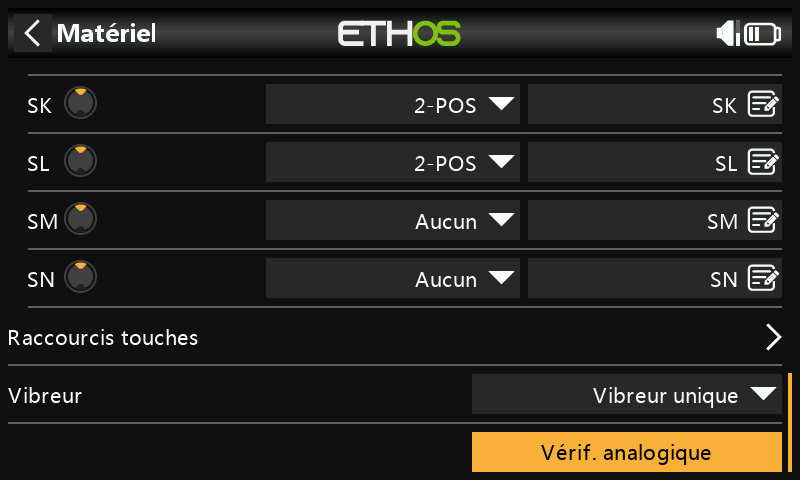 Matériel ETHOS
SK 2-POS SK
SL 2-POS SL
SM Aucun SM
SN Aucun SN
Raccourcis touches
Vibreur Vibreur unique
Vérif. analogique